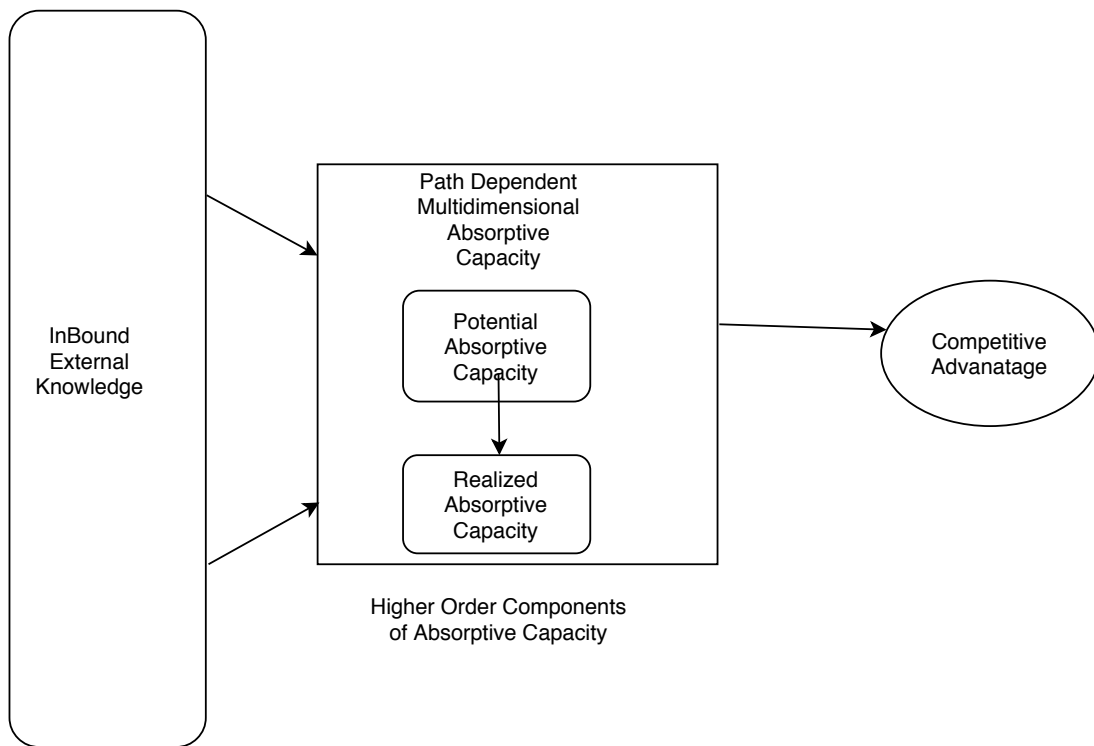 InBound
External
Knowledge
Path Dependent
Multidimensional
Absorptive
Capacity
Potential
Absorptive
Capacity
Realized
Absorptive
Capacity
Higher Order Components
of Absorptive Capacity
Competitive
Advanatage